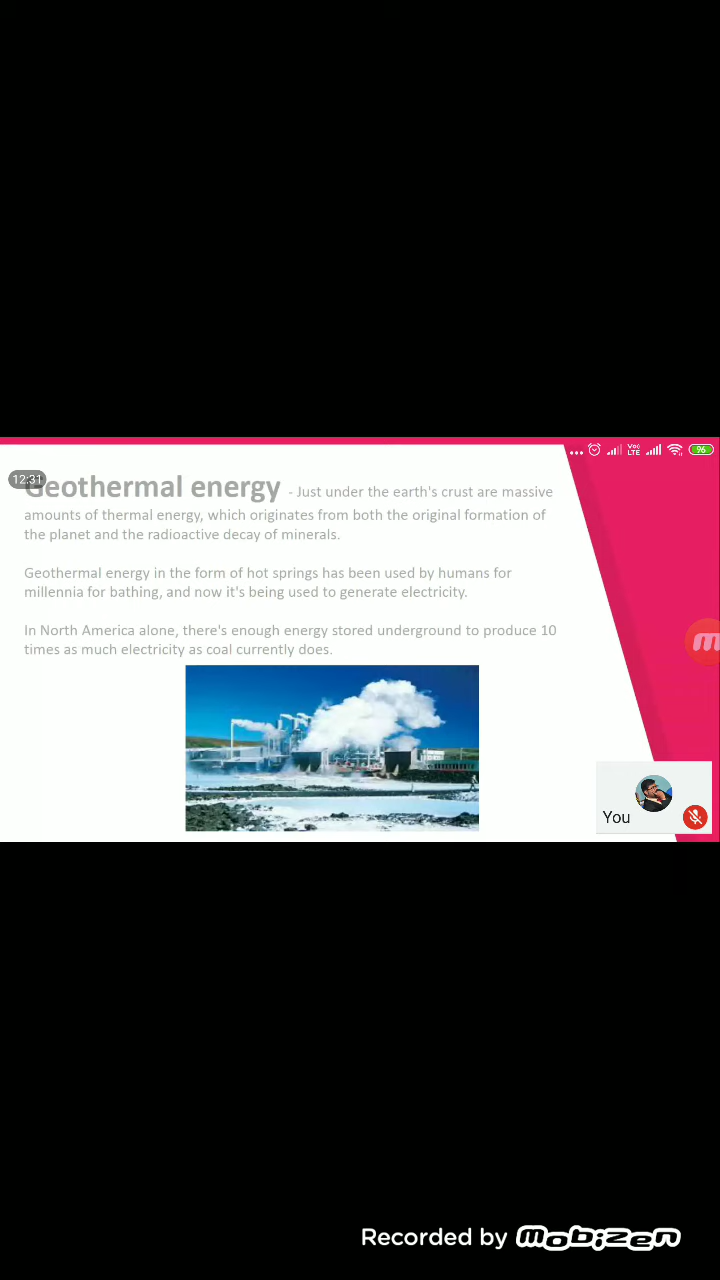 96
12:31
Geothermal energy - Just under the earth's crust are massive
amounts of thermal energy, which originates from both the original formation of
the planet and the radioactive decay of minerals.
Geothermal energy in the form of hot springs has been used by humans for
millennia for bathing, and now it's being used to generate electricity.
In North America alone, there's enough energy stored underground to produce 10
times as much electricity as coal currently does.
You
Recorded by mobizen